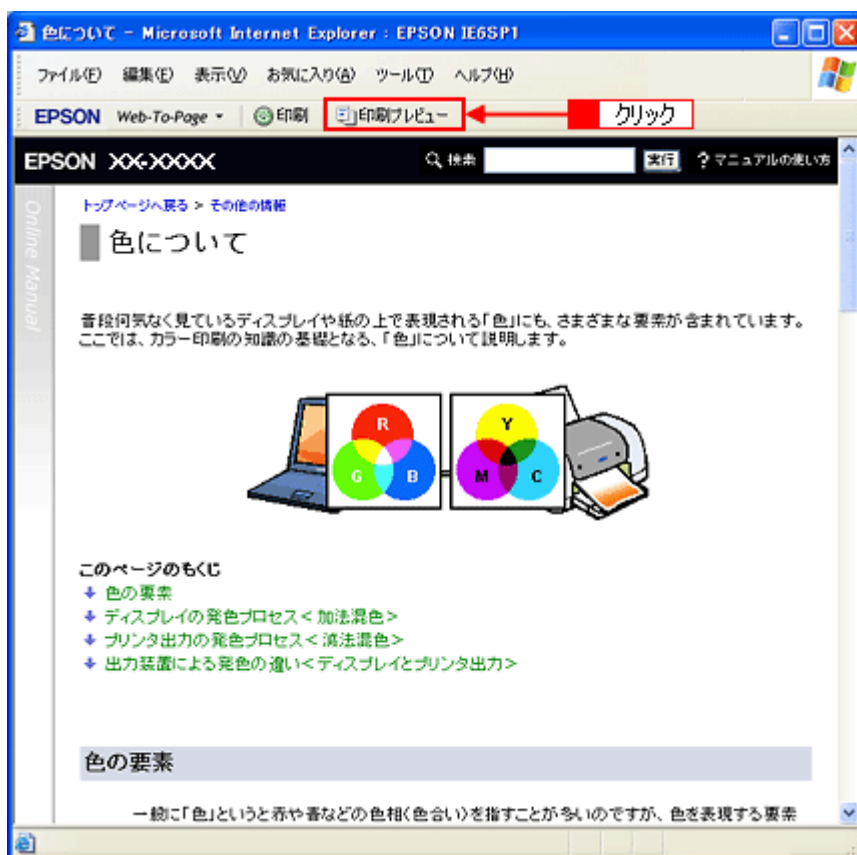 色について - Microsoft Internet Explorer : EPSON IE6SP1
ファイル(F) 編集(E) 表示(V) お気に入り(A) ツール(T) ヘルプ(H)
EPSON Web-To-Page 印刷 印刷プレビュー クリック
EPSON XX-XXXX 検索 実行 ? マニュアルの使い方
Online Manual
トップページへ戻る > その他の情報
色について
普段何気なく見ているディスプレイや紙の上で表現される「色」にも、さまざまな要素が含まれています。
ここでは、カラー印刷の知識の基礎となる、「色」について説明します。
R Y
G B M C
このページのもくじ
色の要素
ディスプレイの発色プロセス<加法混色>
プリンタ出力の発色プロセス<減法混色>
出力装置による発色の違い<ディスプレイとプリンタ出力>
色の要素
一般に「色」というと赤や青などの色相(色合い)を指すことが多いのですが、色を表現する要素